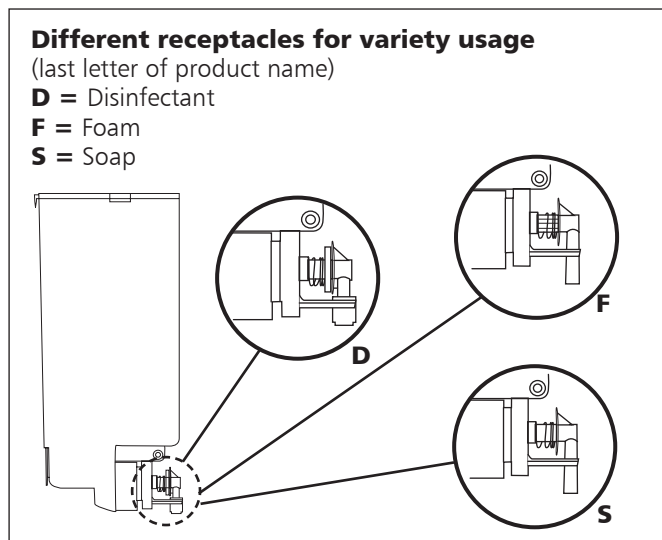 Different receptacles for variety usage
(last letter of product name)
D = Disinfectant
F = Foam
S = Soap
D
F
S